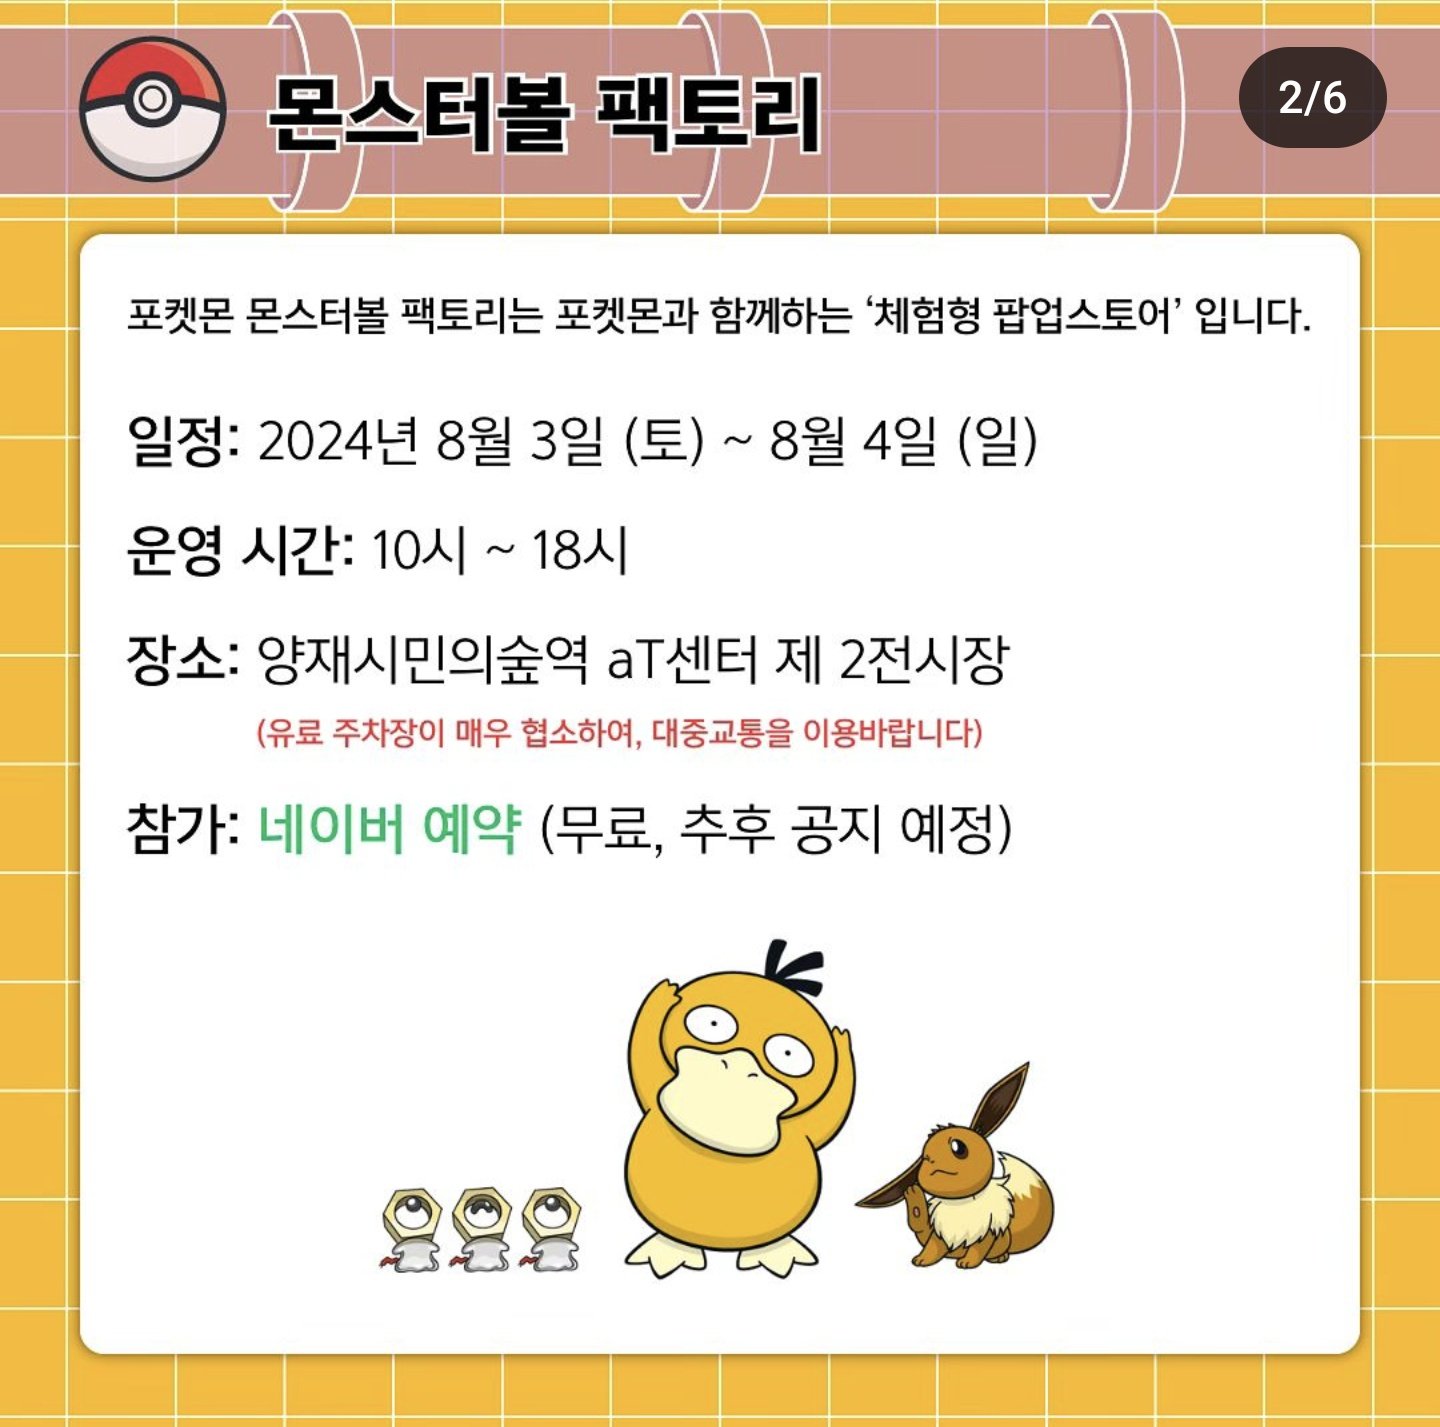 몬스터볼 팩토리
2/6
포켓몬 몬스터볼 팩토리는 포켓몬과 함께하는 ‘체험형 팝업스토어’ 입니다.
일정: 2024년 8월 3일 (토) ~ 8월 4일 (일)
운영 시간: 10시 ~ 18시
장소: 양재시민의숲역 aT센터 제 2전시장
(유료 주차장이 매우 협소하여, 대중교통을 이용바랍니다)
참가: 네이버 예약 (무료, 추후 공지 예정)